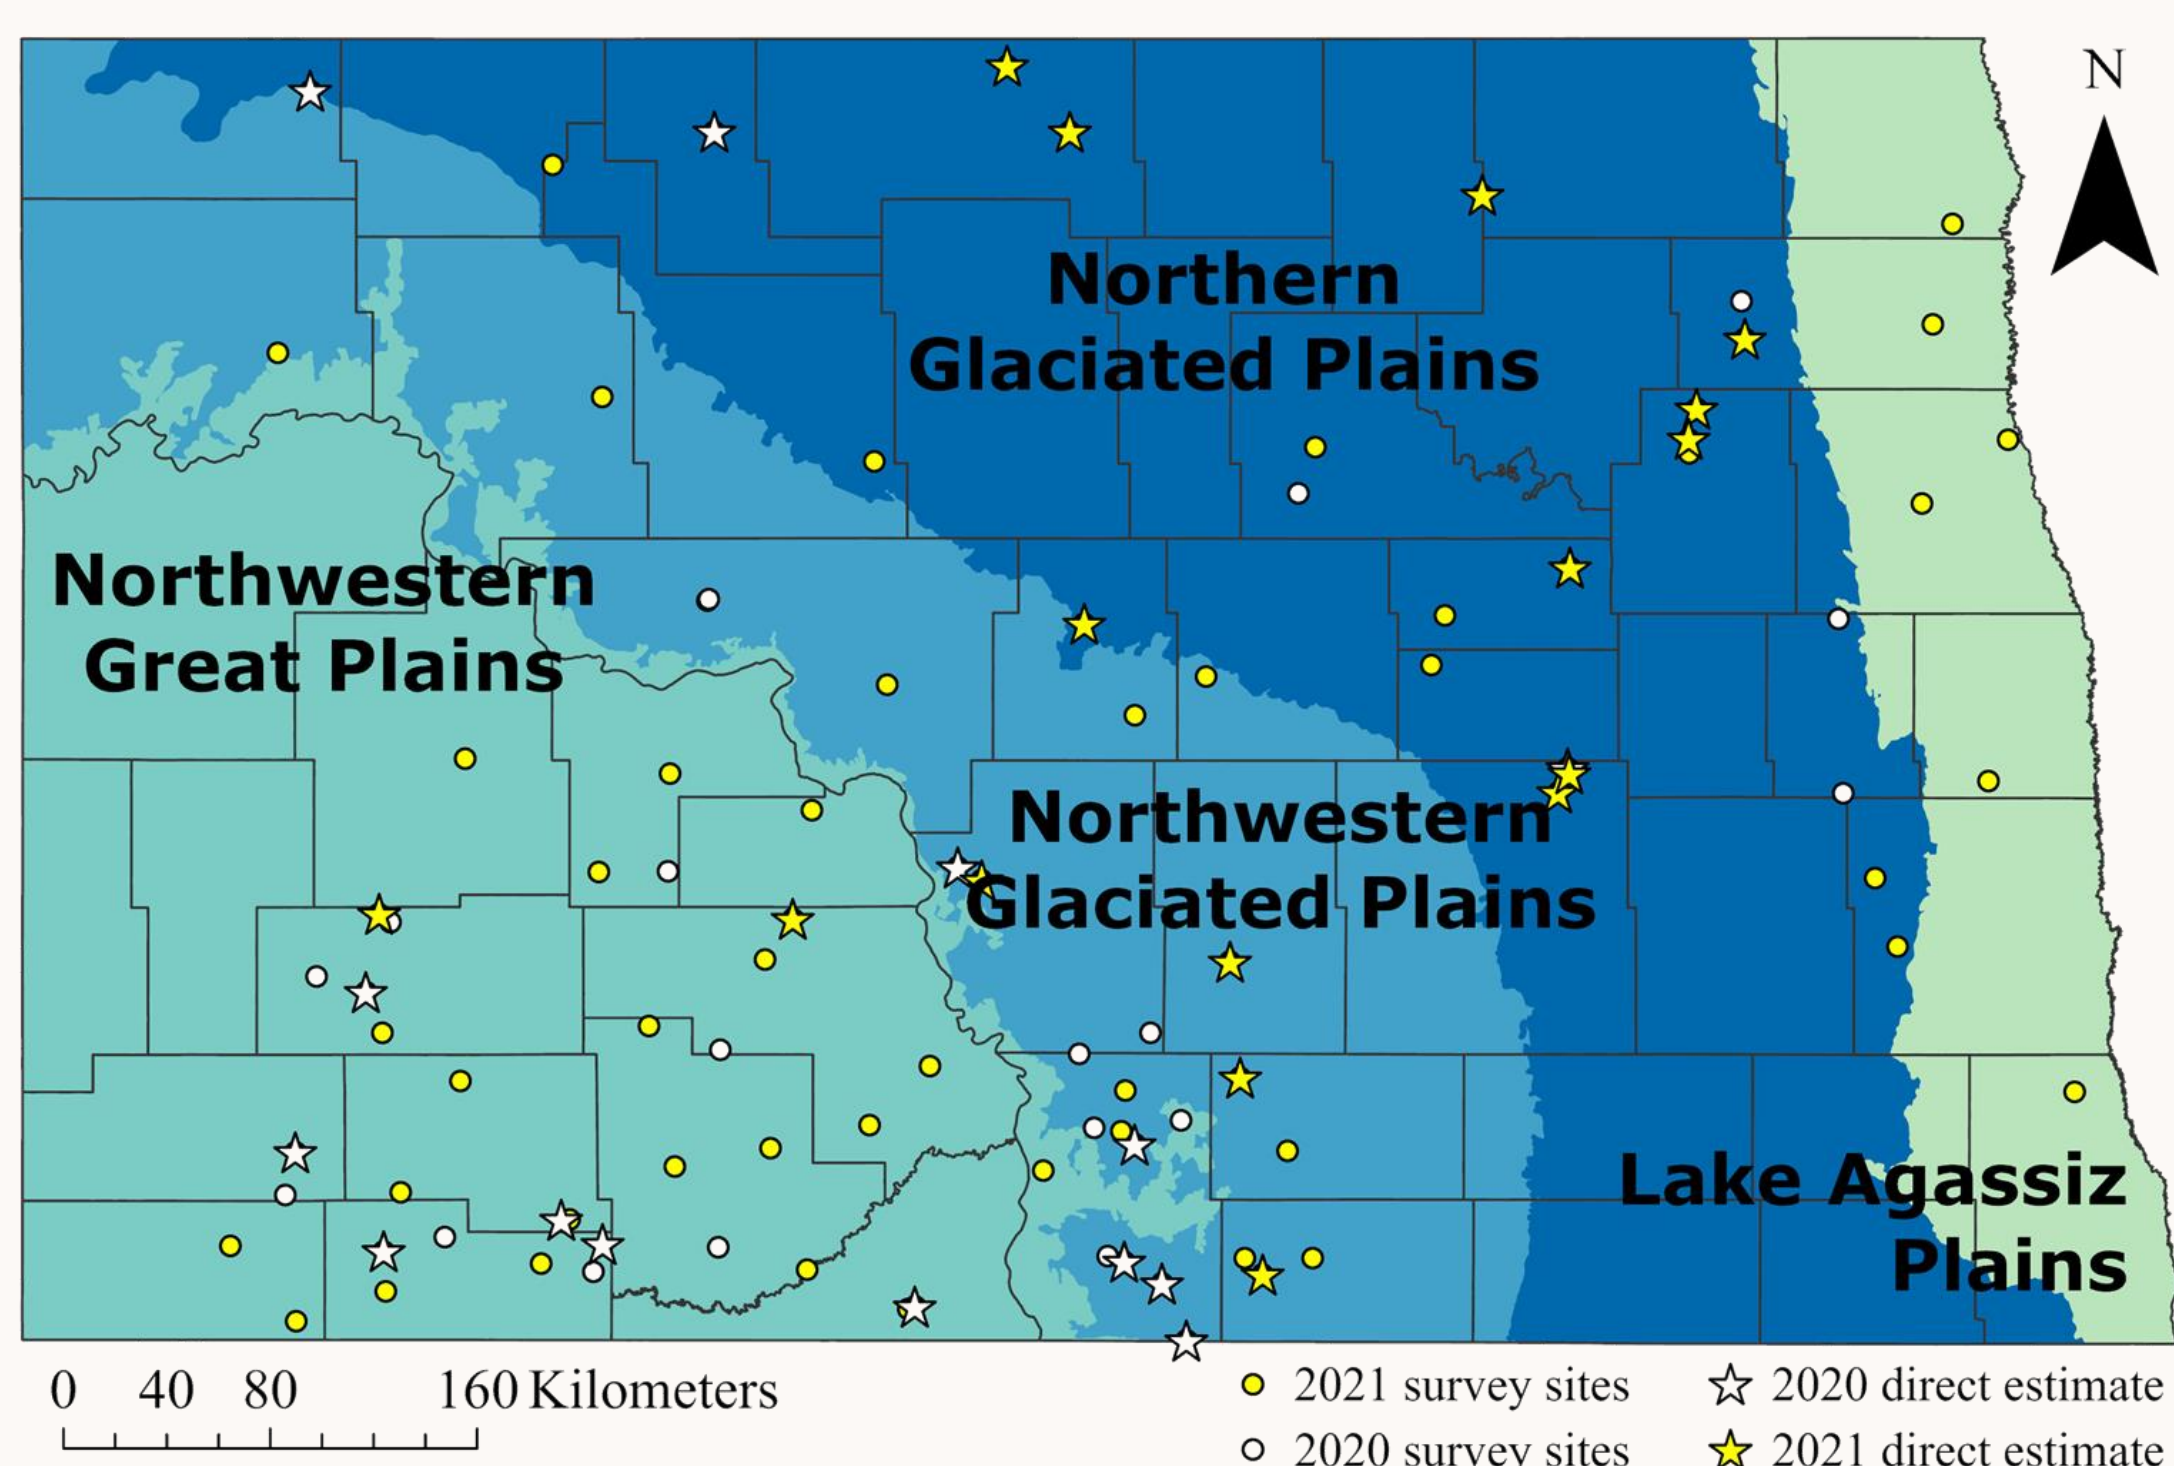 N
Northern
Glaciated Plains
Northwestern
Great Plains
Northwestern
Glaciated Plains
Lake Agassiz
Plains
0 40 80 160 Kilometers
2021 survey sites
2020 survey sites
2020 direct estimate
2021 direct estimate